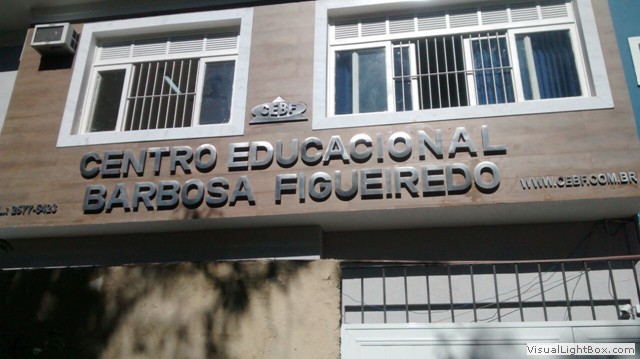 CEBF
CENTRO EDUCACIONAL
BARBOSA FIGUEIREDO
WWW.CEBF.COM.BR
VisualLightBox.com